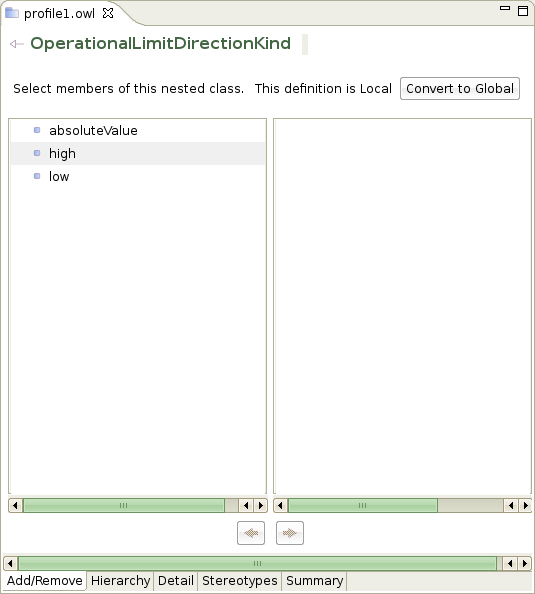 profile1.owl
OperationalLimitDirectionKind
Select members of this nested class. This definition is Local Convert to Global
absoluteValue
high
low
Add/Remove Hierarchy Detail Stereotypes Summary